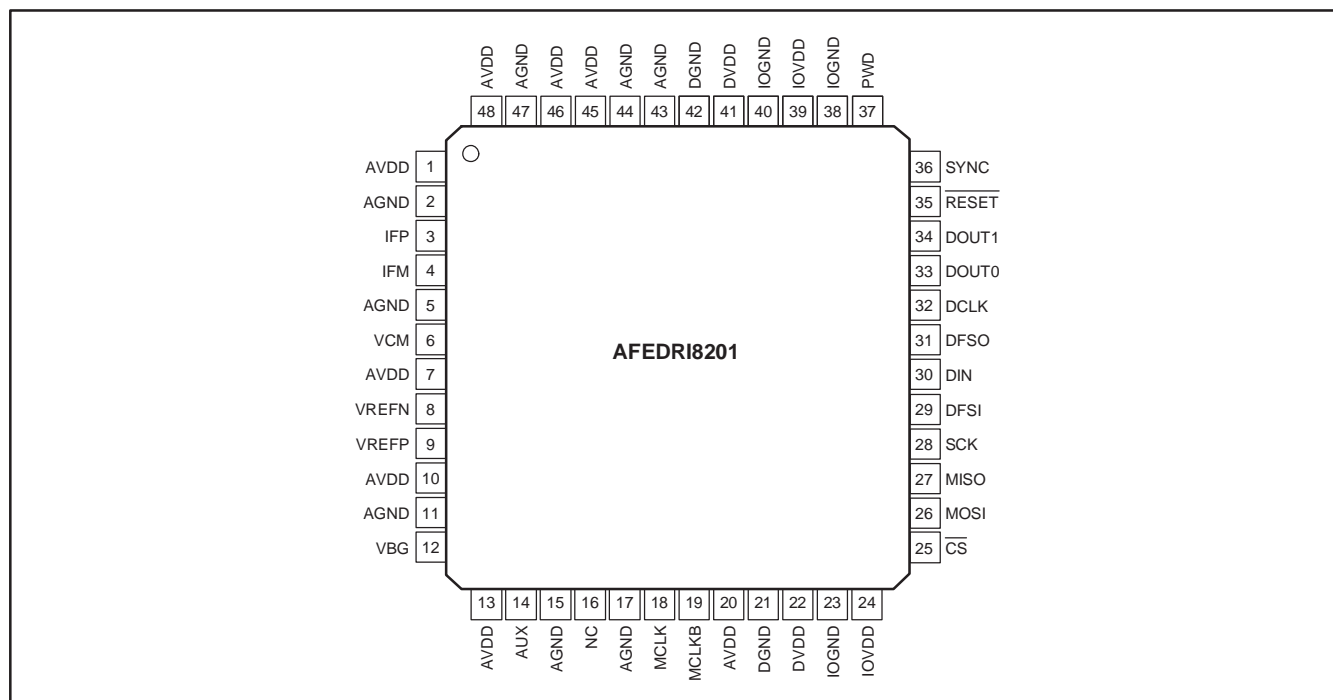 AVDD AGND AVDD AVDD AGND AGND DGND DVDD IOGND IOVDD IOGND PWD
48 47 46 45 44 43 42 41 40 39 38 37
AVDD 1
AGND 2
IFP 3
IFM 4
AGND 5
VCM 6
AVDD 7
VREFN 8
VREFP 9
AVDD 10
AGND 11
VBG 12
AFEDRI8201
36 SYNC
35 R̅E̅S̅E̅T̅
34 DOUT1
33 DOUT0
32 DCLK
31 DFSO
30 DIN
29 DFSI
28 SCK
27 MISO
26 MOSI
25 C̅S̅
13 14 15 16 17 18 19 20 21 22 23 24
AVDD AUX AGND NC AGND MCLK MCLKB AVDD DGND DVDD IOGND IOVDD